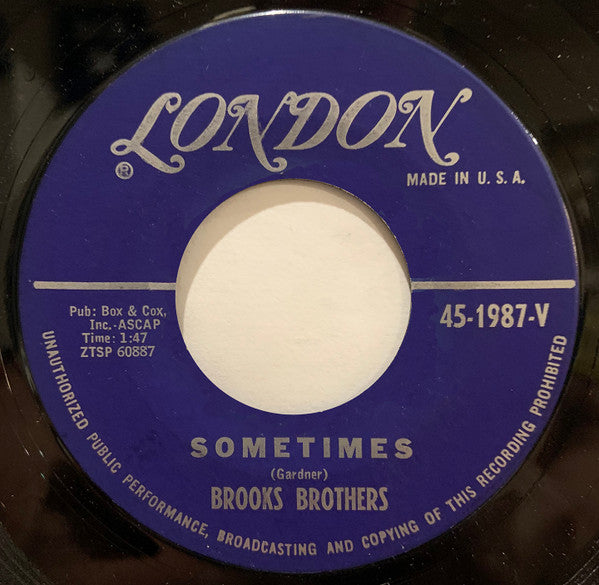 LONDON
®
MADE IN U. S. A.
Pub: Box & Cox,
Inc.-ASCAP
Time: 1:47
ZTSP 60887
45-1987-V
SOMETIMES
(Gardner)
BROOKS BROTHERS
UNAUTHORIZED PUBLIC PERFORMANCE, BROADCASTING AND COPYING OF THIS RECORDING PROHIBITED